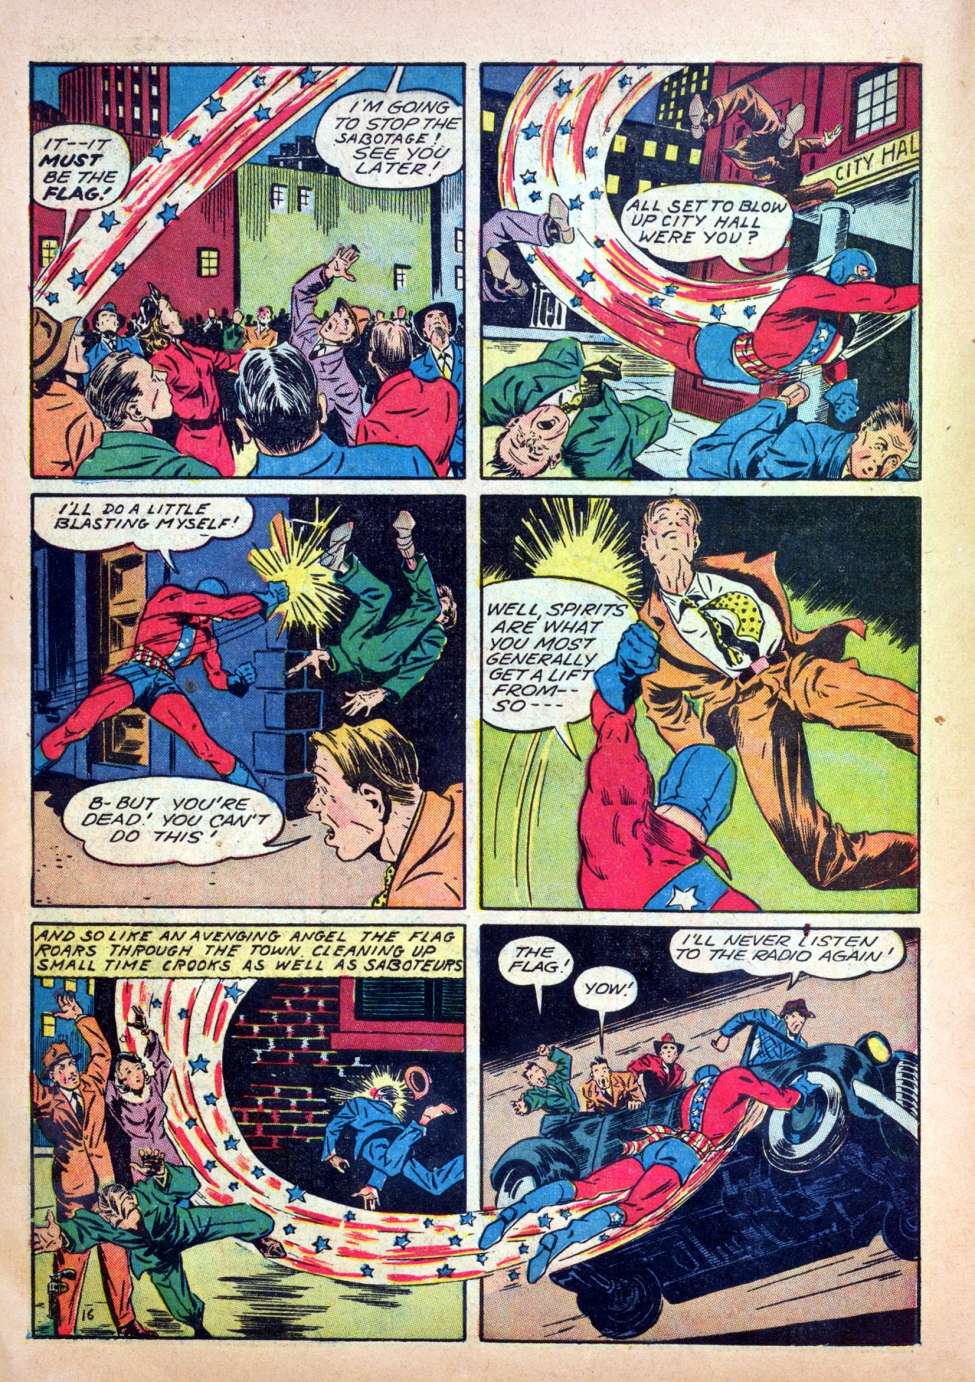 IT--IT
MUST
BE THE
FLAG!
I'M GOING
TO STOP THE
SABOTAGE!
SEE YOU
LATER!
CITY HAL
ALL SET TO BLOW
UP CITY HALL
WERE YOU?
I'LL DO A LITTLE
BLASTING MYSELF!
B-BUT YOU'RE
DEAD! YOU CAN'T
DO THIS!
WELL, SPIRITS
ARE WHAT
YOU MOST
GENERALLY
GET A LIFT
FROM--
SO----
AND SO LIKE AN AVENGING ANGEL THE FLAG
ROARS THROUGH THE TOWN. CLEANING UP
SMALL TIME CROOKS AS WELL AS SABOTEURS
16
THE
FLAG!
YOW!
I'LL NEVER LISTEN
TO THE RADIO AGAIN!